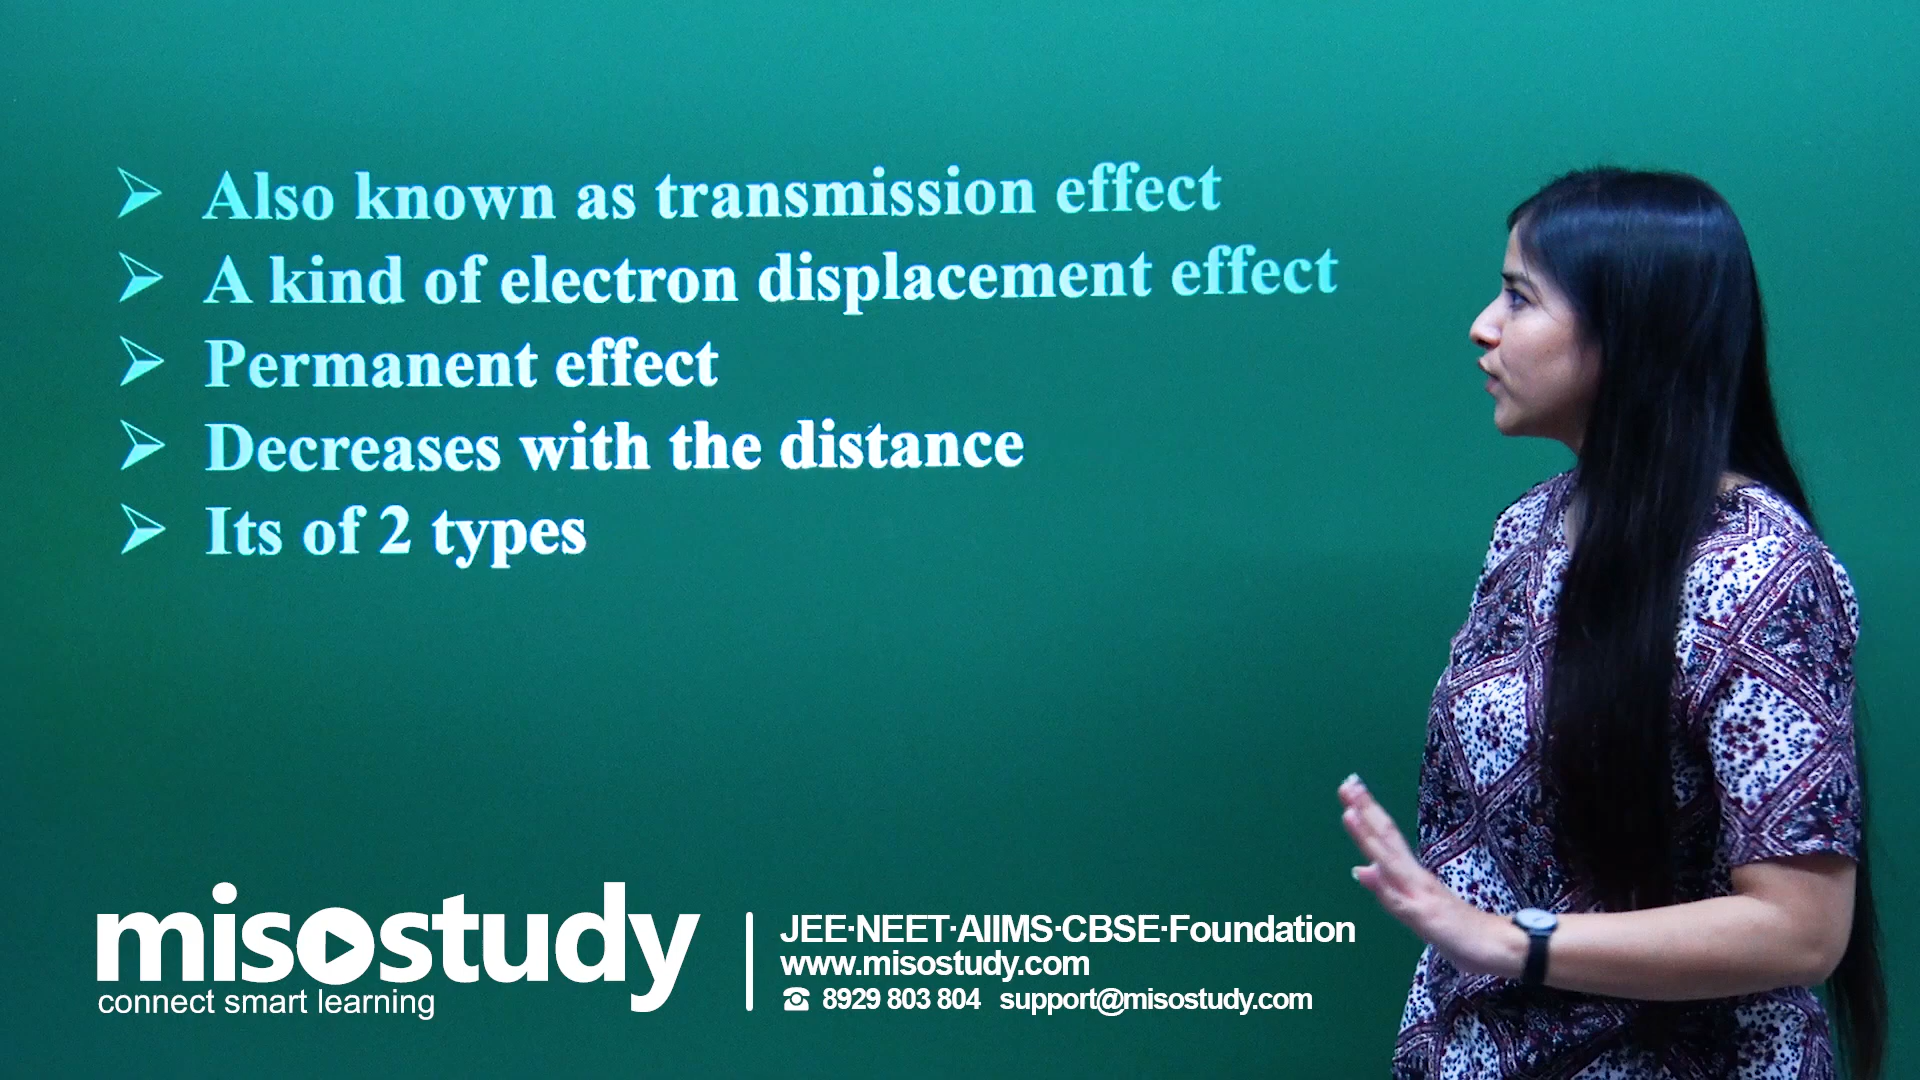 Also known as transmission effect
A kind of electron displacement effect
Permanent effect
Decreases with the distance
Its of 2 types
misostudy
connect smart learning
JEE·NEET·AIIMS·CBSE·Foundation
www.misostudy.com
8929 803 804 support@misostudy.com